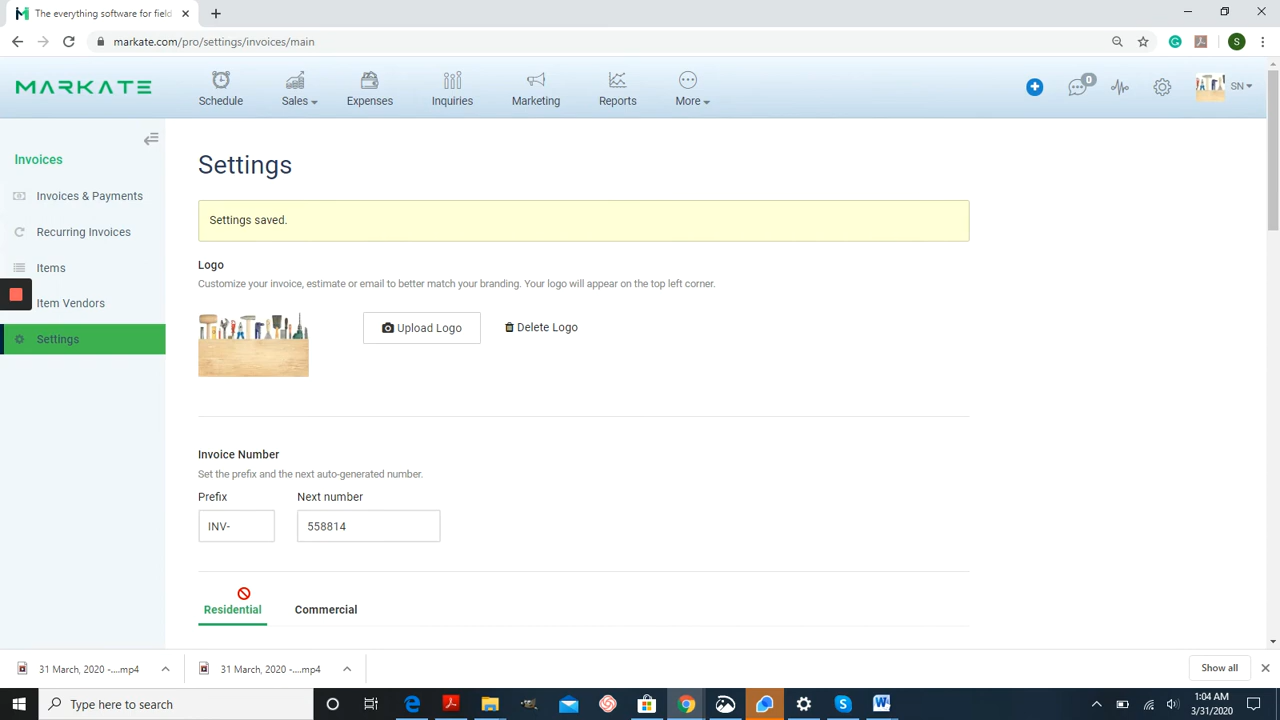 The everything software for field
markate.com/pro/settings/invoices/main
S
MARKATE
Schedule
Sales
Expenses
Inquiries
Marketing
Reports
More
0
SN
Invoices
Invoices & Payments
Recurring Invoices
Items
Item Vendors
Settings
Settings
Settings saved.
Logo
Customize your invoice, estimate or email to better match your branding. Your logo will appear on the top left corner.
Upload Logo
Delete Logo
Invoice Number
Set the prefix and the next auto-generated number.
Prefix
Next number
INV-
558814
Residential
Commercial
31 March, 2020 -....mp4
31 March, 2020 -....mp4
Show all
Type here to search
1:04 AM
3/31/2020